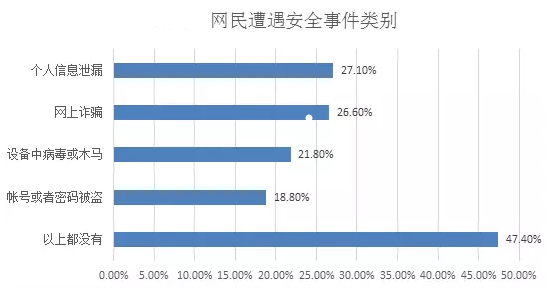 网民遭遇安全事件类别
个人信息泄漏 27.10%
网上诈骗 26.60%
设备中病毒或木马 21.80%
帐号或者密码被盗 18.80%
以上都没有 47.40%
0.00% 5.00% 10.00% 15.00% 20.00% 25.00% 30.00% 35.00% 40.00% 45.00% 50.00%